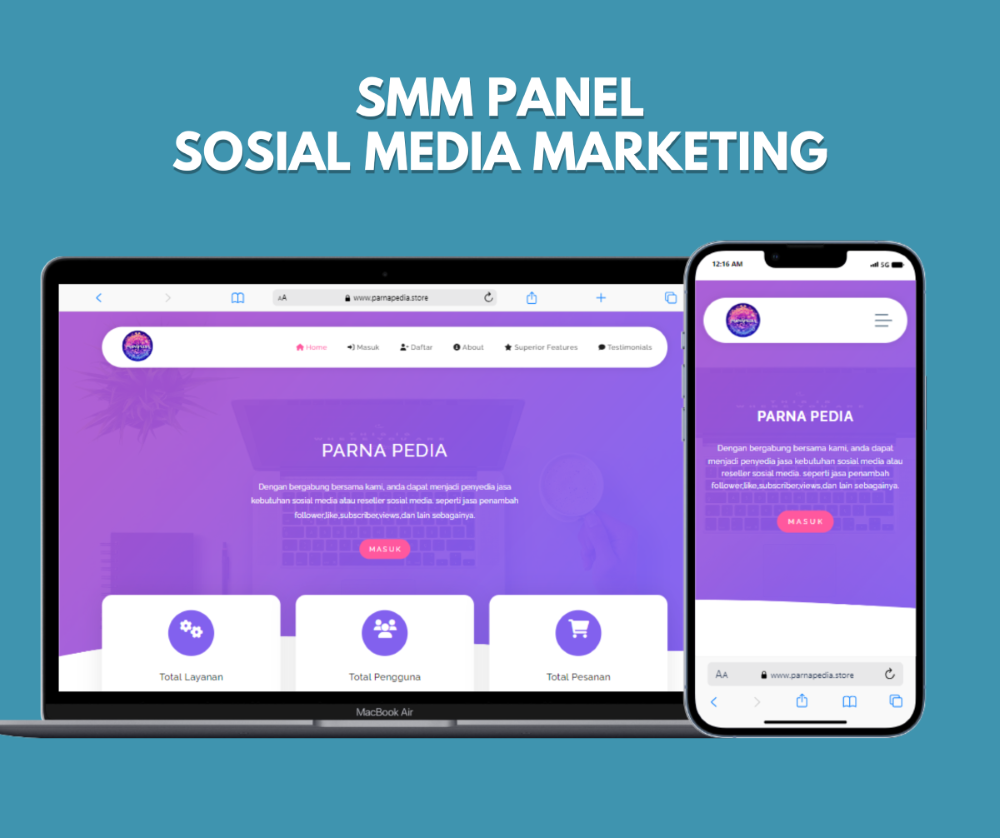 SMM PANEL
SOSIAL MEDIA MARKETING
AA www.parnapedia.store
Home Masuk Daftar About Superior Features Testimonials
PARNA PEDIA
Dengan bergabung bersama kami, anda dapat menjadi penyedia jasa
kebutuhan sosial media atau reseller sosial media. seperti jasa penambah
follower,like,subscriber,views,dan lain sebagainya.
MASUK
Total Layanan Total Pengguna Total Pesanan
MacBook Air
12:16 AM 5G
PARNA PEDIA
Dengan bergabung bersama kami, anda dapat
menjadi penyedia jasa kebutuhan sosial media atau
reseller sosial media. seperti jasa penambah
follower,like,subscriber,views,dan lain sebagainya.
MASUK
AA www.parnapedia.store